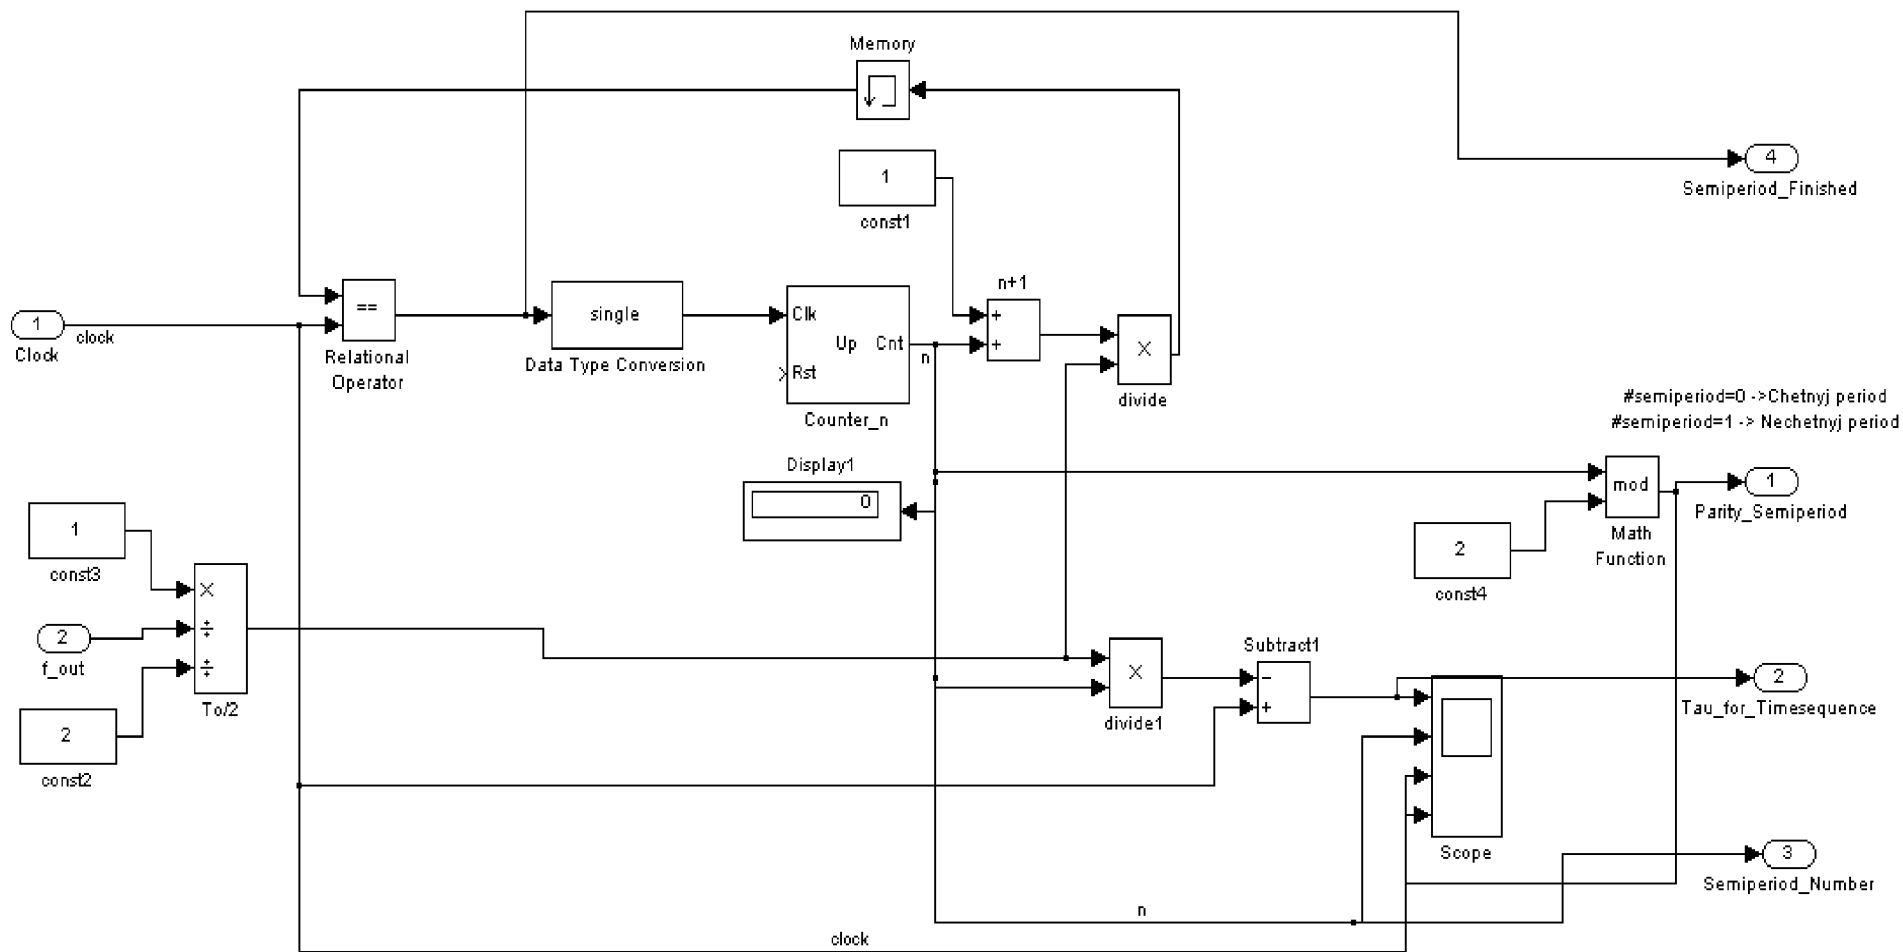 Memory
1
const1
4
Semiperiod_Finished
n+1
==
single
Clk
Up
Cnt
Rst
n
+
+
X
1
clock
Clock
Relational
Operator
Data Type Conversion
Counter_n
divide
#semiperiod=0 ->Chetnyj period
#semiperiod=1 -> Nechetnyj period
Display1
0
mod
1
Parity_Semiperiod
Math
Function
1
const3
2
const4
X
÷
÷
2
f_out
To/2
2
const2
X
divide1
Subtract1
-
+
2
Tau_for_Timesequence
Scope
3
Semiperiod_Number
n
clock